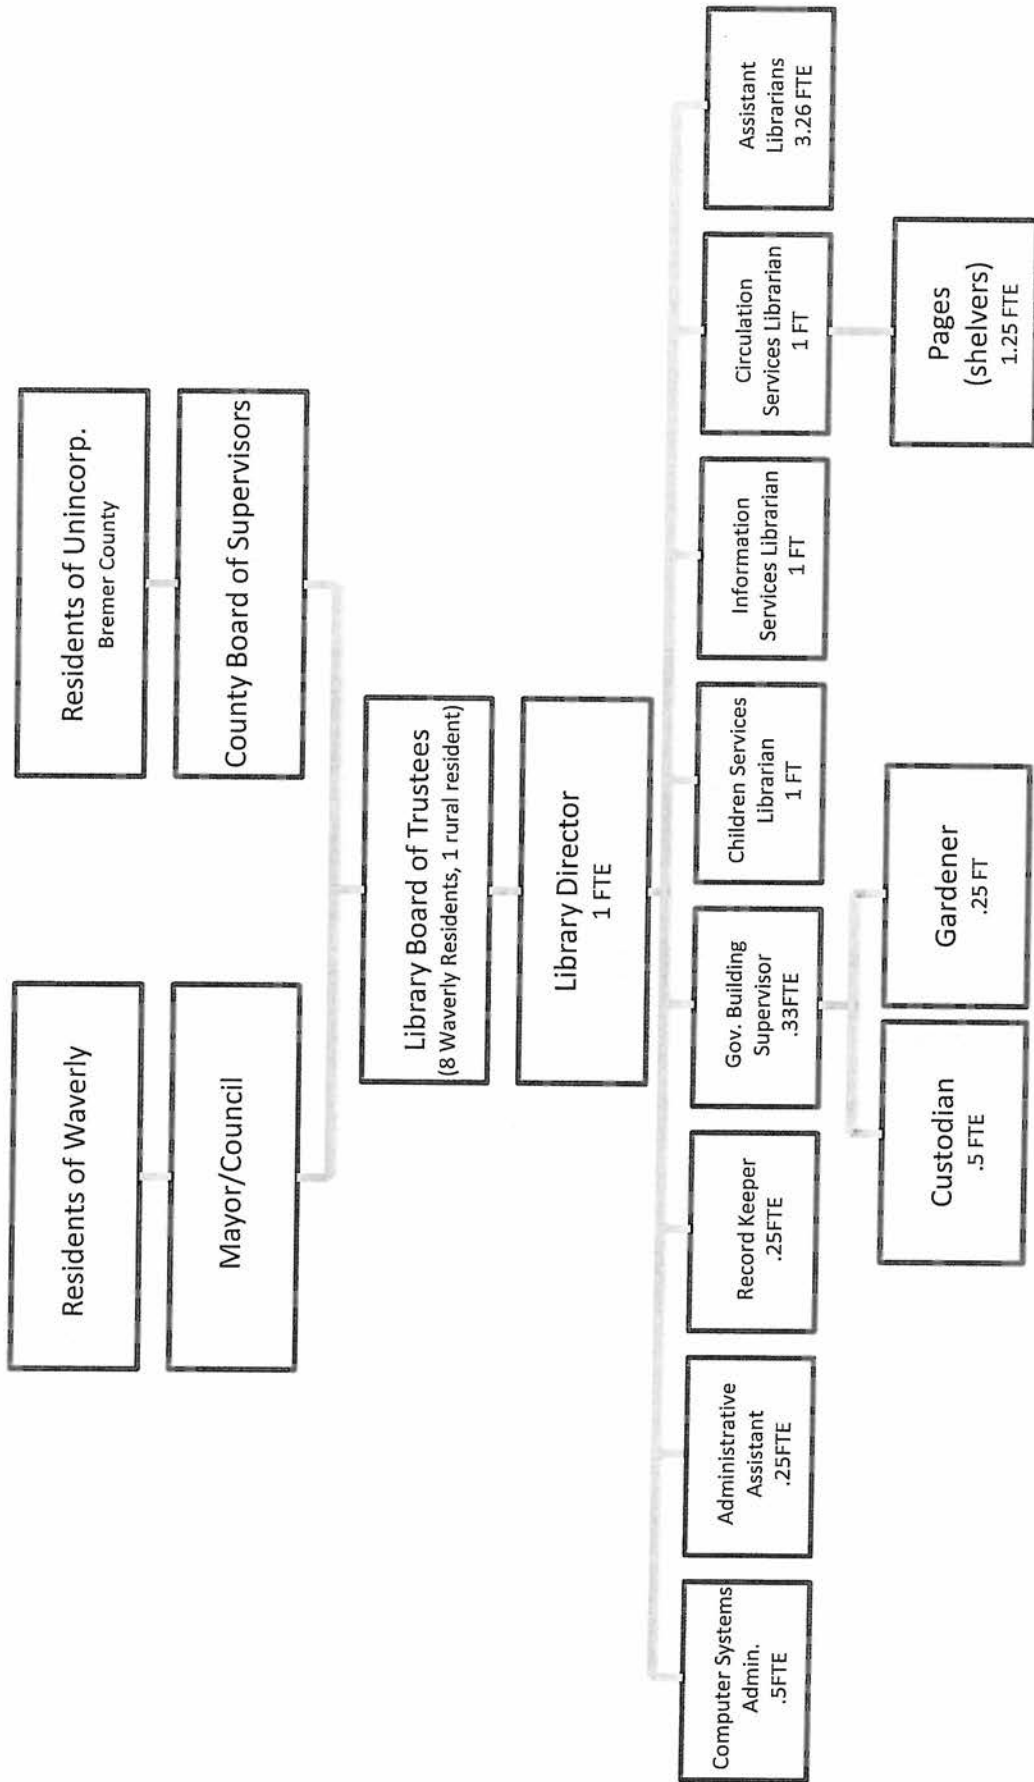 Residents of Waverly
Residents of Unincorp.
Bremer County
Mayor/Council
County Board of Supervisors
Library Board of Trustees
(8 Waverly Residents, 1 rural resident)
Library Director
1 FTE
Computer Systems
Admin.
.5FTE
Administrative
Assistant
.25FTE
Record Keeper
.25FTE
Gov. Building
Supervisor
.33FTE
Children Services
Librarian
1 FT
Information
Services Librarian
1 FT
Circulation
Services Librarian
1 FT
Assistant
Librarians
3.26 FTE
Custodian
.5 FTE
Gardener
.25 FT
Pages
(shelvers)
1.25 FTE